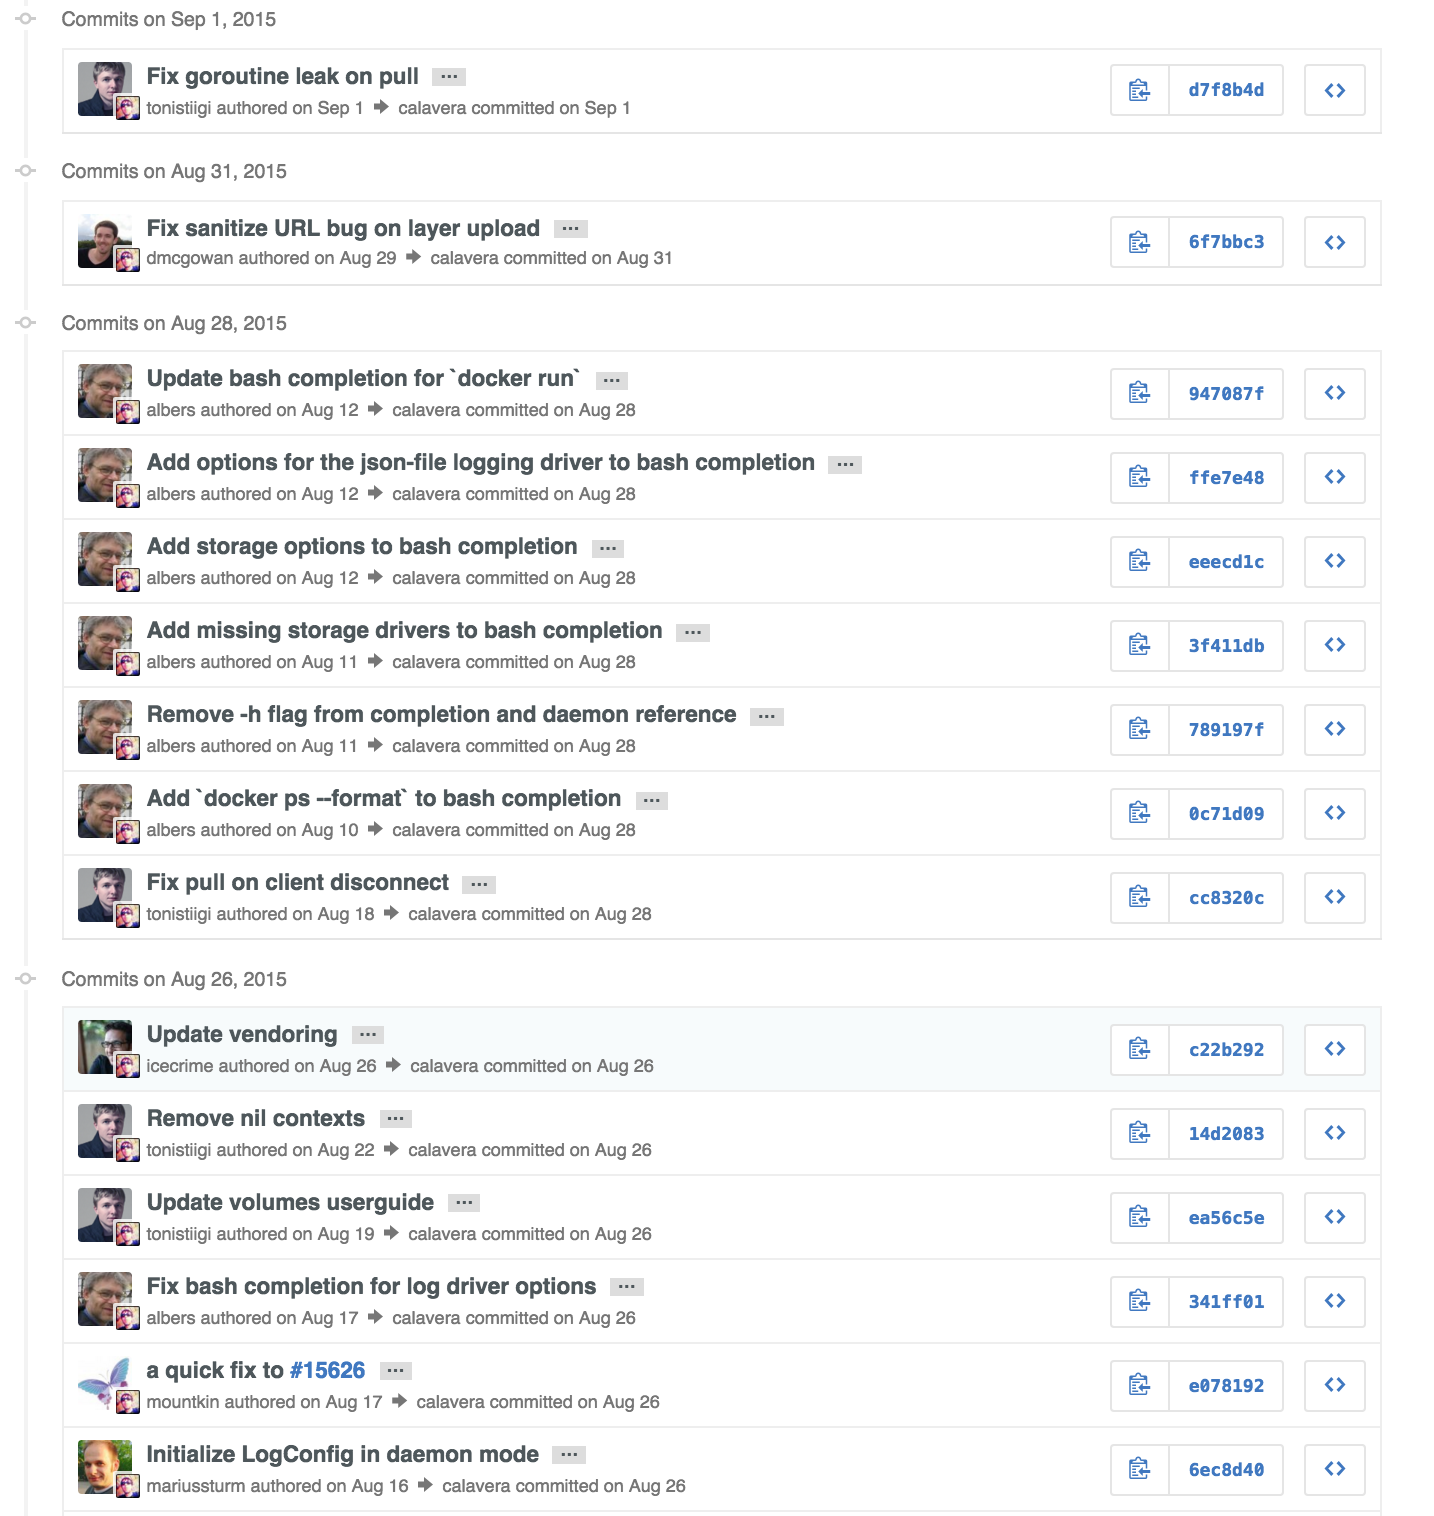 Commits on Sep 1, 2015
Fix goroutine leak on pull …
tonistiigi authored on Sep 1 → calavera committed on Sep 1
d7f8b4d
Commits on Aug 31, 2015
Fix sanitize URL bug on layer upload …
dmcgowan authored on Aug 29 → calavera committed on Aug 31
6f7bbc3
Commits on Aug 28, 2015
Update bash completion for `docker run` …
albers authored on Aug 12 → calavera committed on Aug 28
947087f
Add options for the json-file logging driver to bash completion …
albers authored on Aug 12 → calavera committed on Aug 28
ffe7e48
Add storage options to bash completion …
albers authored on Aug 12 → calavera committed on Aug 28
eeecd1c
Add missing storage drivers to bash completion …
albers authored on Aug 11 → calavera committed on Aug 28
3f411db
Remove -h flag from completion and daemon reference …
albers authored on Aug 11 → calavera committed on Aug 28
789197f
Add `docker ps --format` to bash completion …
albers authored on Aug 10 → calavera committed on Aug 28
0c71d09
Fix pull on client disconnect …
tonistiigi authored on Aug 18 → calavera committed on Aug 28
cc8320c
Commits on Aug 26, 2015
Update vendoring …
icecrime authored on Aug 26 → calavera committed on Aug 26
c22b292
Remove nil contexts …
tonistiigi authored on Aug 22 → calavera committed on Aug 26
14d2083
Update volumes userguide …
tonistiigi authored on Aug 19 → calavera committed on Aug 26
ea56c5e
Fix bash completion for log driver options …
albers authored on Aug 17 → calavera committed on Aug 26
341ff01
a quick fix to #15626 …
mountkin authored on Aug 17 → calavera committed on Aug 26
e078192
Initialize LogConfig in daemon mode …
mariussturm authored on Aug 16 → calavera committed on Aug 26
6ec8d40